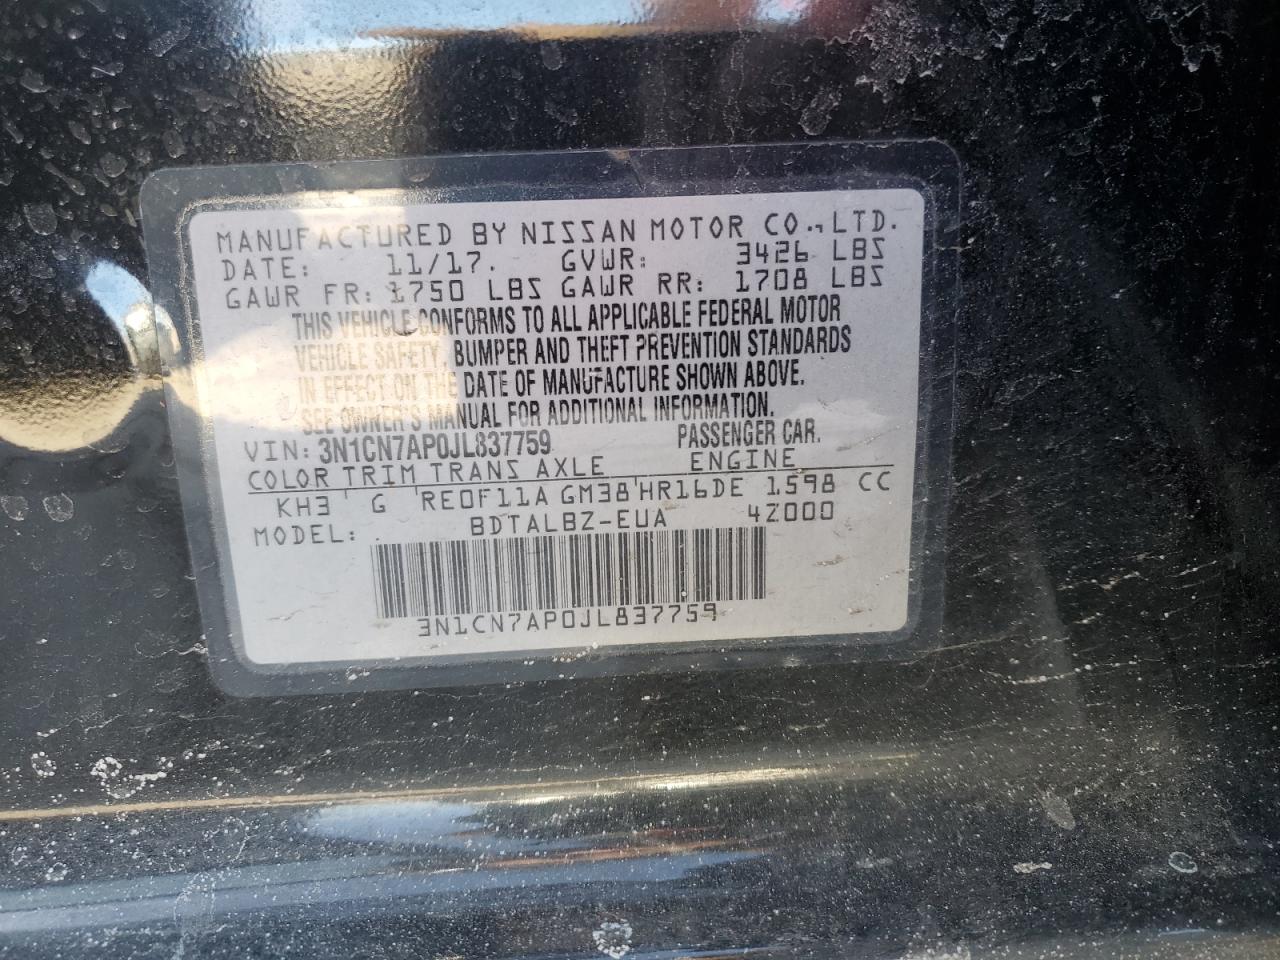 MANUFACTURED BY NISSAN MOTOR CO., LTD.
DATE: 11/17. GVWR: 3426 LBS
GAWR FR: 1750 LBS GAWR RR: 1708 LBS
THIS VEHICLE CONFORMS TO ALL APPLICABLE FEDERAL MOTOR
VEHICLE SAFETY, BUMPER AND THEFT PREVENTION STANDARDS
IN EFFECT ON THE DATE OF MANUFACTURE SHOWN ABOVE.
SEE OWNER'S MANUAL FOR ADDITIONAL INFORMATION.
VIN: 3N1CN7AP0JL837759 PASSENGER CAR.
COLOR TRIM TRANS AXLE ENGINE
KH3 G RE0F11A GM38 HR16DE 1598 CC
MODEL: BDTALBZ-EUA 4Z000
3N1CN7AP0JL837759